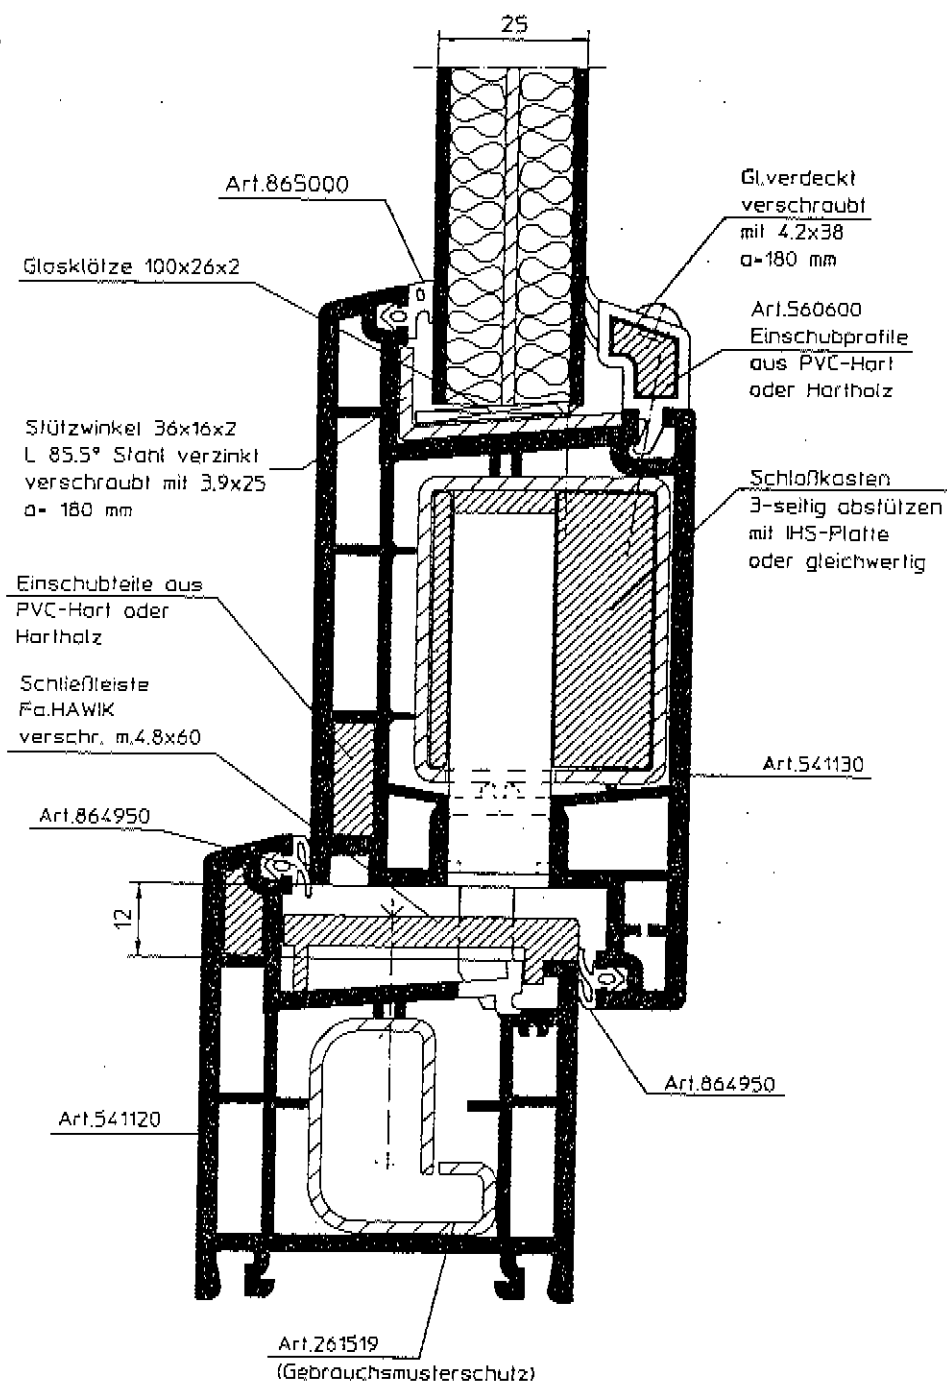 25
Art.865000
Gl.verdeckt
verschraubt
mit 4.2x38
a=180 mm
Glasklötze 100x26x2
Art.560600
Einschubprofile
aus PVC-Hart
oder Hartholz
Stützwinkel 36x16x2
L 85.5° Stahl verzinkt
verschraubt mit 3.9x25
a= 180 mm
Schloßkasten
3-seitig abstützen
mit IHS-Platte
oder gleichwertig
Einschubteile aus
PVC-Hart oder
Hartholz
Schließleiste
Fa.HAWIK
verschr. m.4.8x60
Art.541130
Art.864950
12
Art.864950
Art.541120
Art.261519
(Gebrauchsmusterschutz)